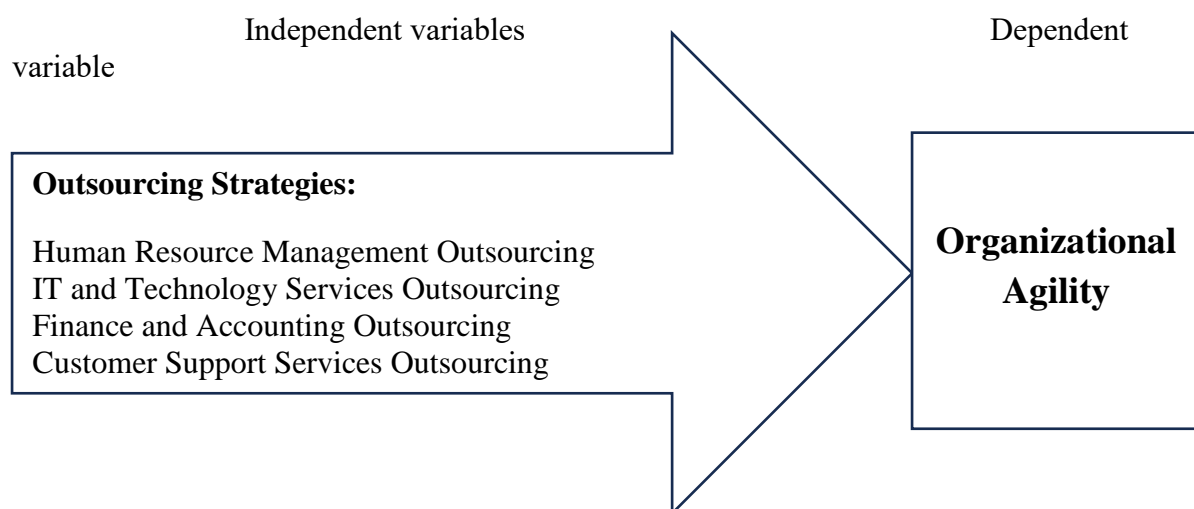 Independent variables Dependent
variable
Outsourcing Strategies:
Human Resource Management Outsourcing
IT and Technology Services Outsourcing
Finance and Accounting Outsourcing
Customer Support Services Outsourcing
Organizational
Agility